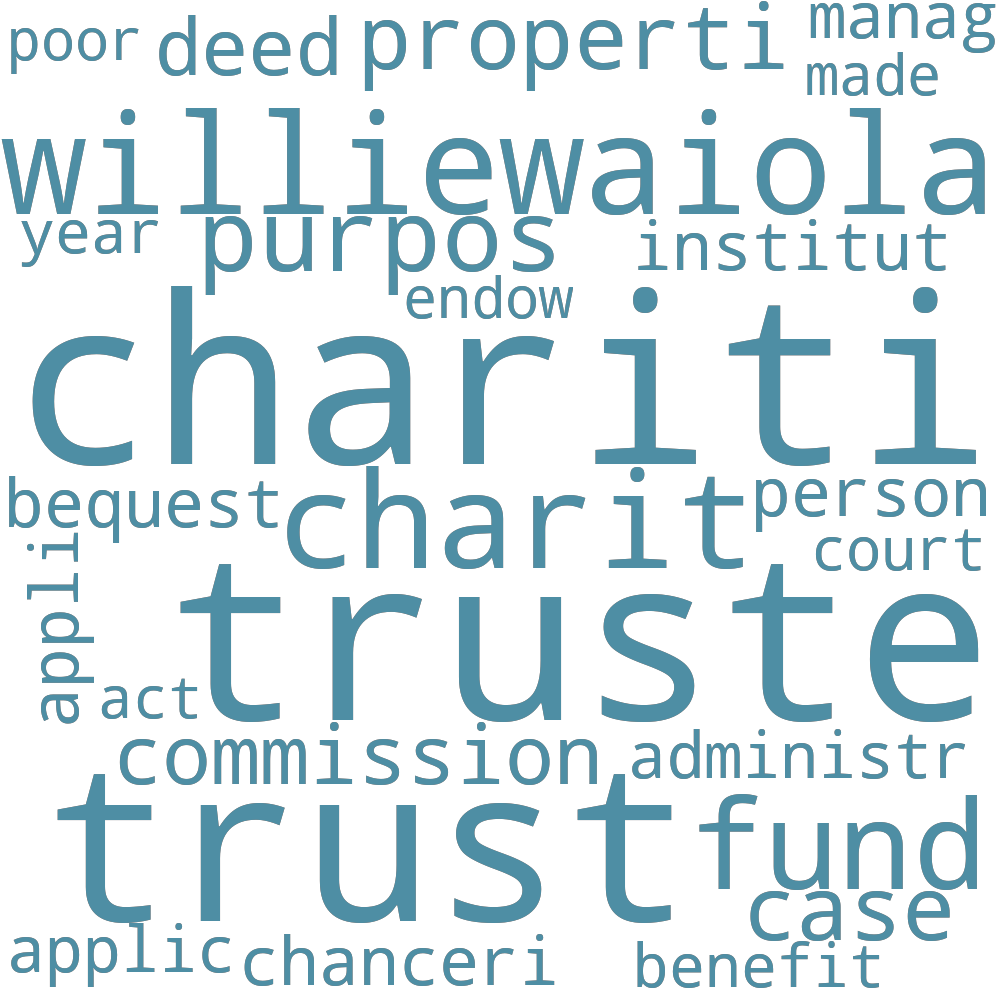 poor deed properti manag
made
williewaiola
year purpos institut
endow
chariti
bequest charit person
court
appli
truste
act
commission administr
trust fund
case
applic chanceri benefit